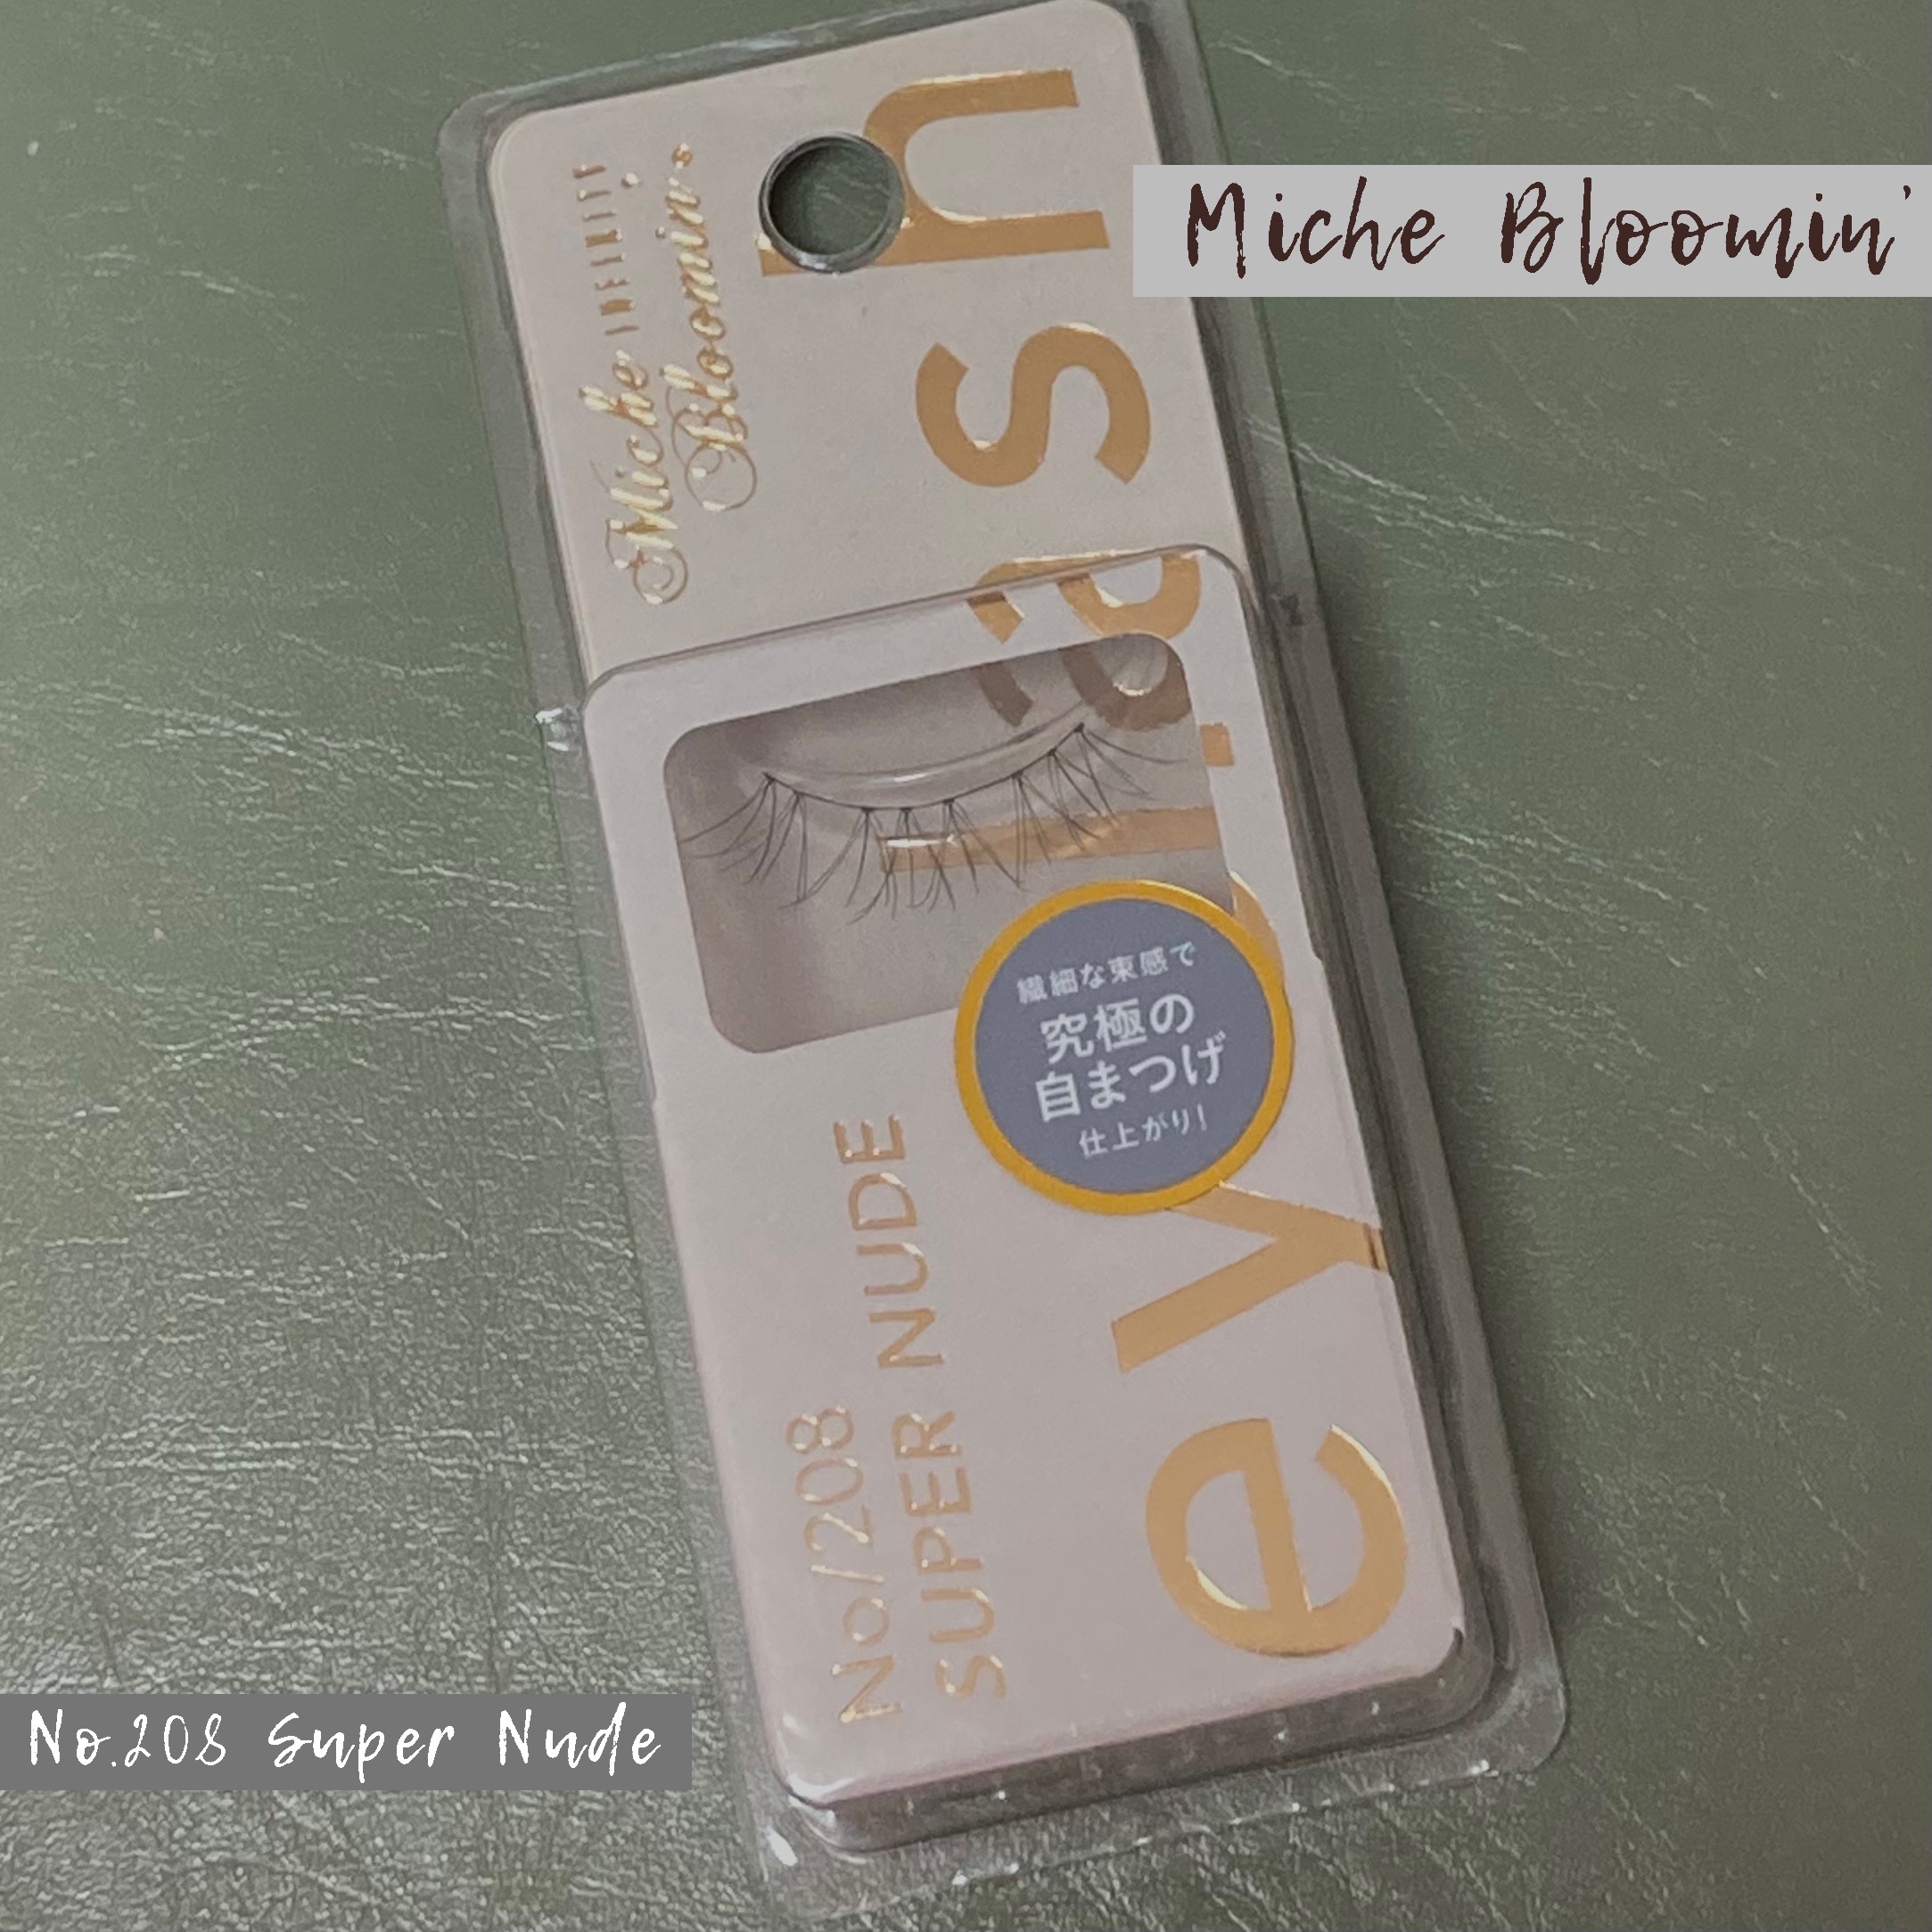 Miche Bloomin'
Miche
Bloomin'
eyelash
繊細な束感で
究極の
自まつげ
仕上がり!
No/208
SUPER NUDE
No.208 Super Nude